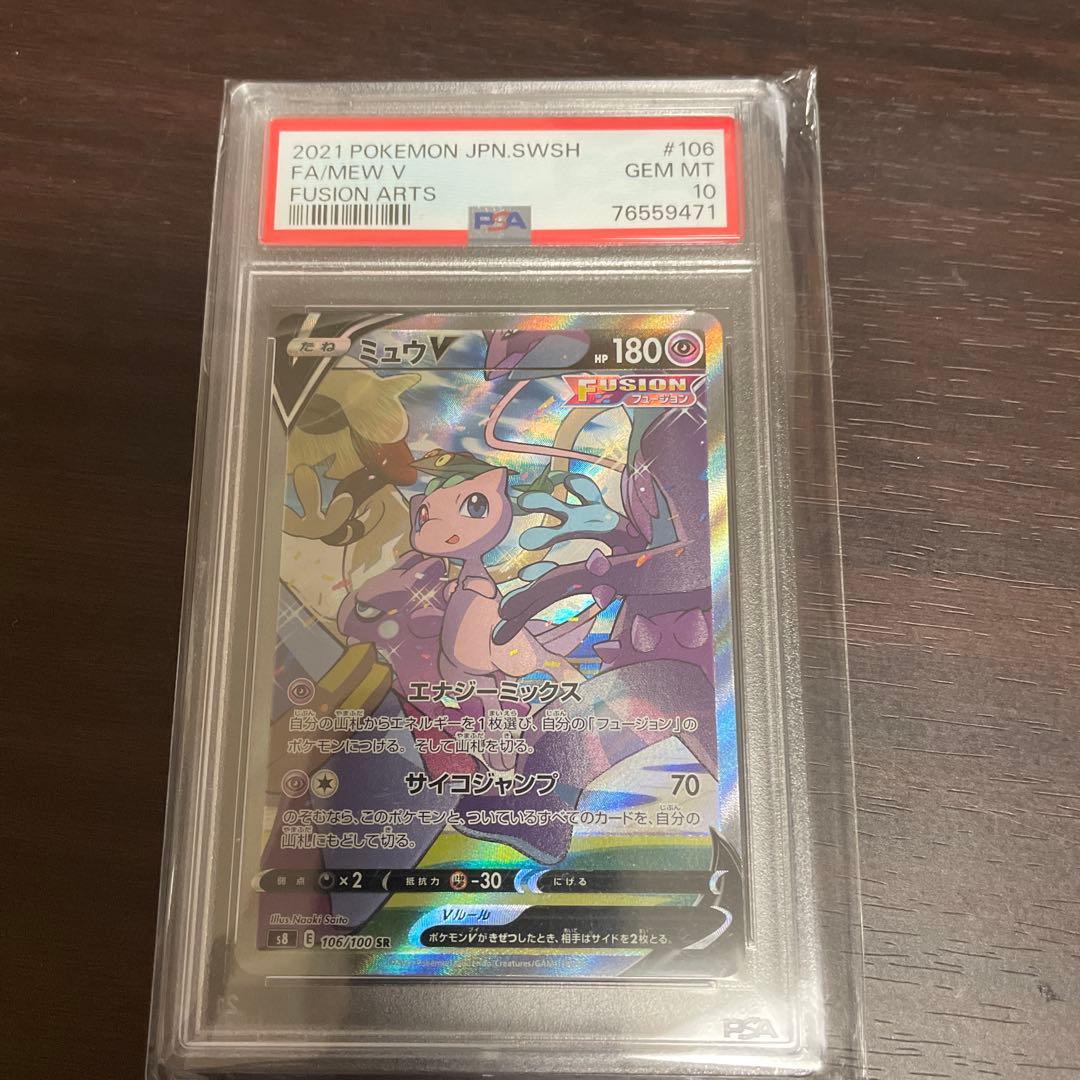 2021 POKEMON JPN.SWSH #106
FA/MEW V GEM MT
FUSION ARTS 10
PSA 76559471
たね ミュウV HP 180
FUSION
フュージョン
エナジーミックス
自分の山札からエネルギーを1枚選び、自分の「フュージョン」の
ポケモンにつける。そして山札を切る。
サイコジャンプ 70
のぞむなら、このポケモンと、ついているすべてのカードを、自分の
山札にもどして切る。
弱点 ×2 抵抗力 -30 にげる
Illus. Naoki Saito
Vルール
s8 E 106/100 SR
ポケモンVがきぜつしたとき、相手はサイドを2枚とる。
PSA